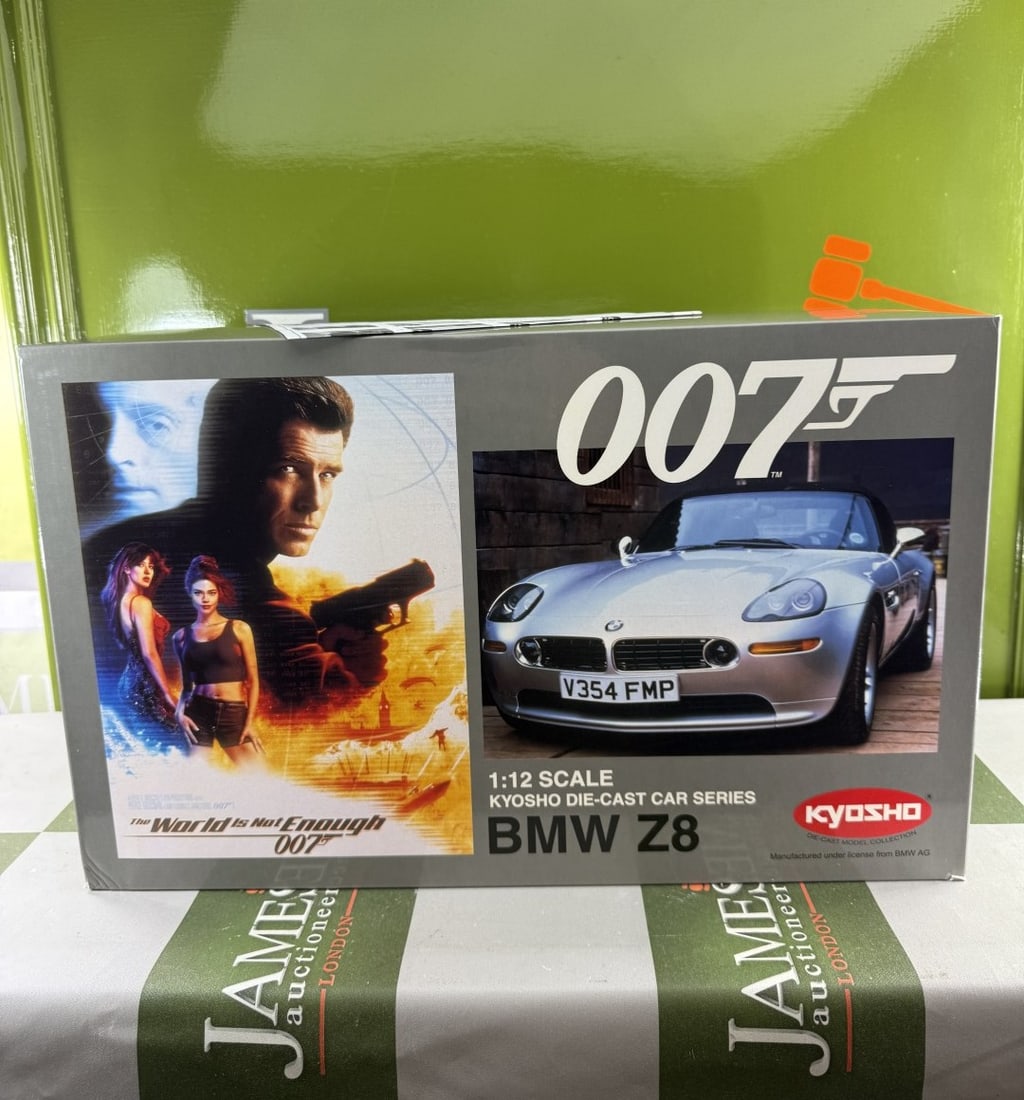 007
TM
V354 FMP
The World Is Not Enough
007
1:12 SCALE
KYOSHO DIE-CAST CAR SERIES
BMW Z8
KYOSHO
DIE-CAST MODEL COLLECTION
Manufactured under license from BMW AG
JAMES
auctioneers
LONDON
JAMES
auctioneers
LONDON